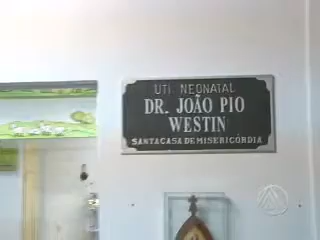 UTI NEONATAL
DR. JOÃO PIO
WESTIN
SANTA CASA DE MISERICÓRDIA